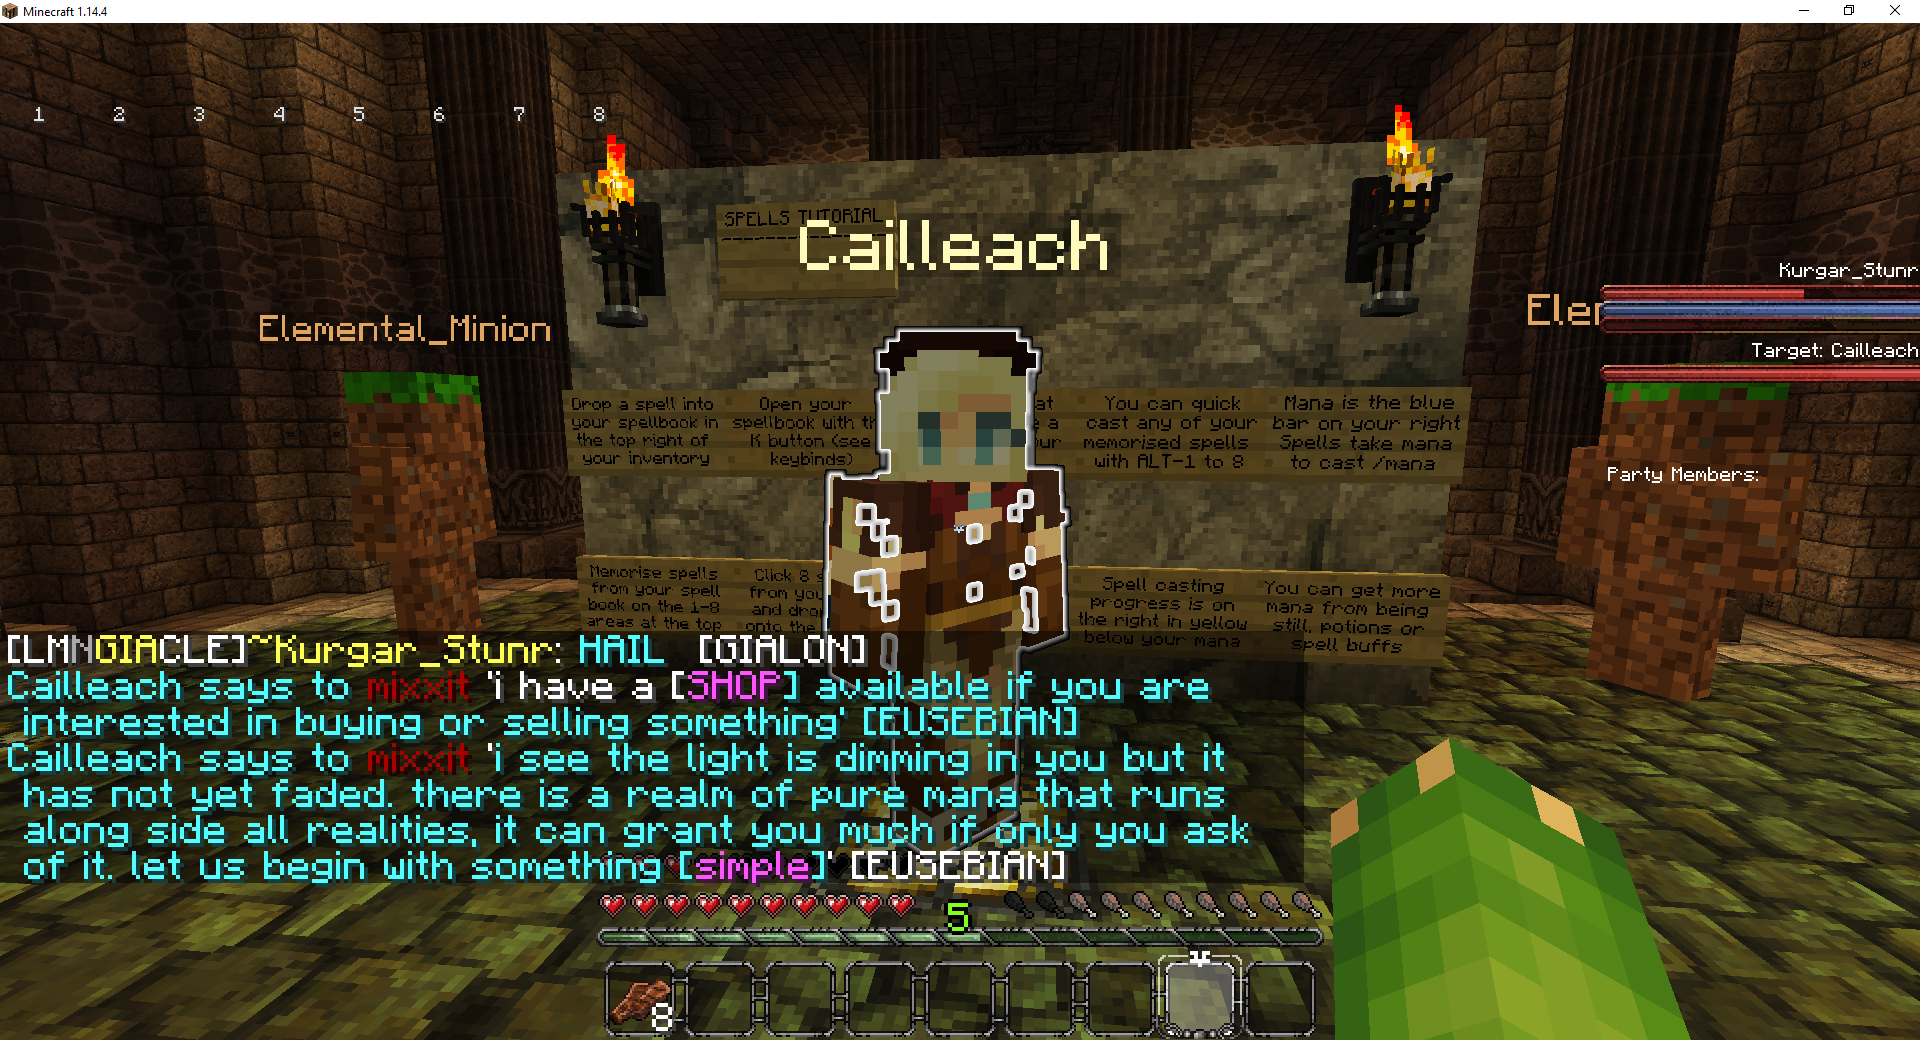 Minecraft 1.14.4
1 2 3 4 5 6 7 8
SPELLS TUTORIAL
Cailleach
Kurgar_Stunr
Elemental_Minion
Target: Cailleach
Drop a spell into
your spellbook in
the top right of
your inventory
Open your
spellbook with
K button (see
keybinds)
You can quick
cast any of your
memorised spells
with ALT-1 to 8
Mana is the blue
bar on your right
Spells take mana
to cast /mana
Party Members:
Memorise spells
from your spell
book on the 1-8
areas at the top
Click 8
from
and
onto the
Spell casting
progress is on
the right in yellow
below your mana
You can get more
mana from being
still, potions or
spell buffs
[LMNGIACLE]~Kurgar_Stunr: HAIL [GIALON]
Cailleach says to mixxit 'i have a [SHOP] available if you are
interested in buying or selling something' [EUSEBIAN]
Cailleach says to mixxit 'i see the light is dimming in you but it
has not yet faded. there is a realm of pure mana that runs
along side all realities, it can grant you much if only you ask
of it. let us begin with something [simple]' [EUSEBIAN]
5
8